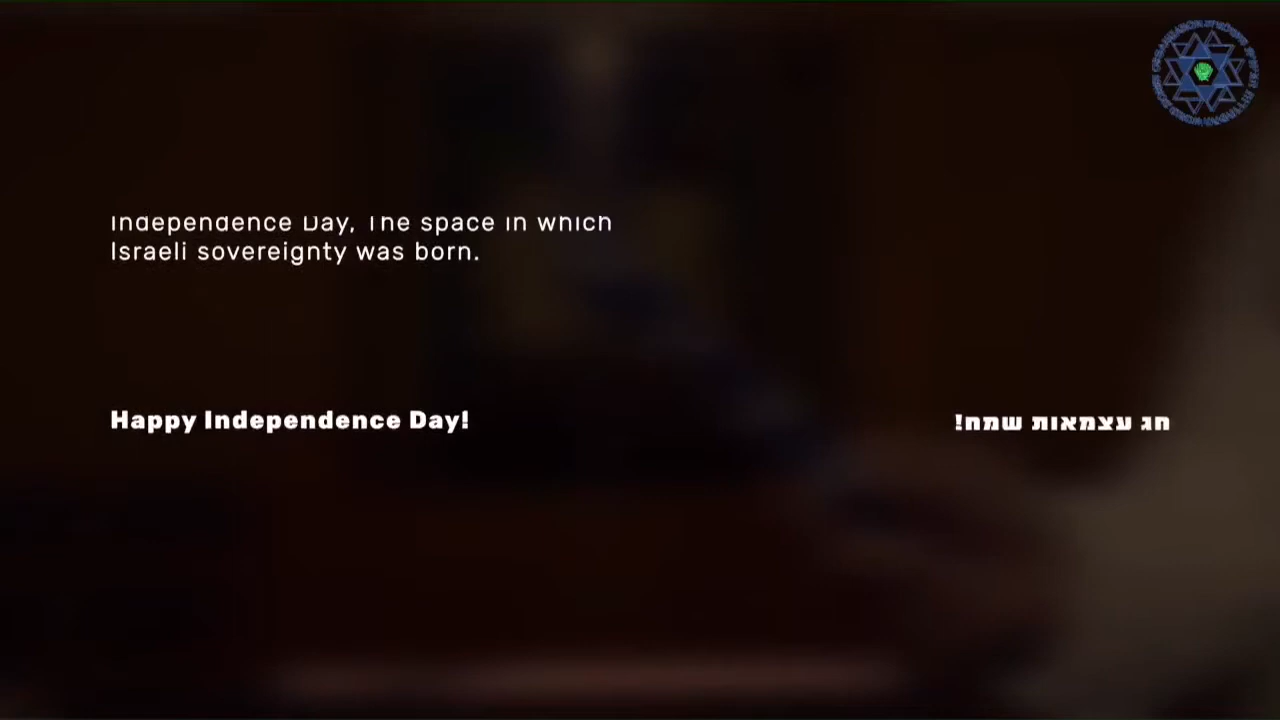 Independence Day, The space in which
Israeli sovereignty was born.
Happy Independence Day!
חג עצמאות שמח!